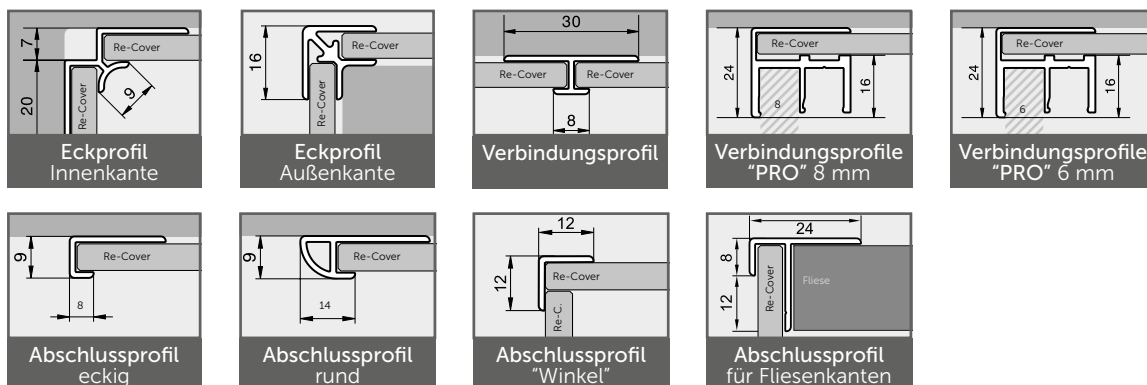 7
20
9
Re-Cover
Re-Cover
Eckprofil
Innenkante
16
Re-Cover
Re-Cover
Eckprofil
Außenkante
30
Re-Cover
Re-Cover
8
Verbindungsprofil
24
Re-Cover
16
8
Verbindungsprofile
“PRO” 8 mm
24
Re-Cover
16
6
Verbindungsprofile
“PRO” 6 mm
9
Re-Cover
8
Abschlussprofil
eckig
9
Re-Cover
14
Abschlussprofil
rund
12
12
Re-Cover
Re-C.
Abschlussprofil
“Winkel”
24
8
12
Re-Cover
Fliese
Abschlussprofil
für Fliesenkanten